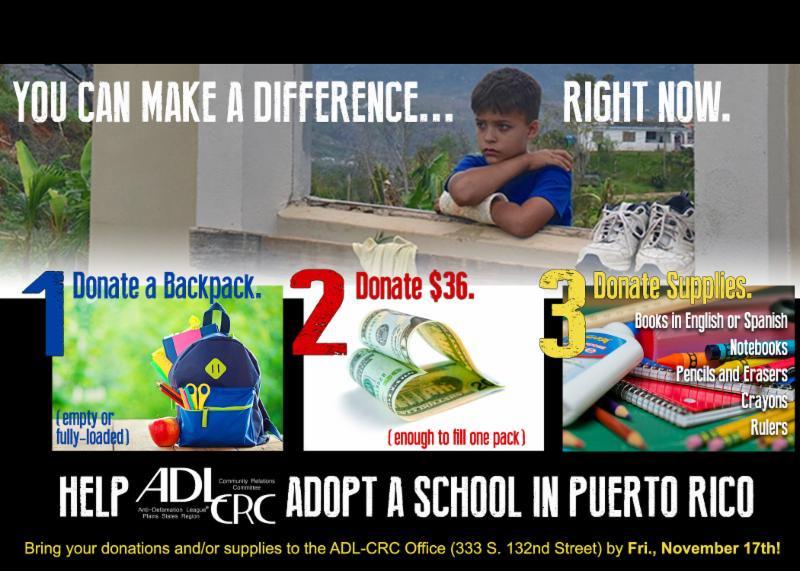 YOU CAN MAKE A DIFFERENCE... RIGHT NOW.
1 Donate a Backpack.
(empty or
fully-loaded)
2 Donate $36.
(enough to fill one pack)
3 Donate Supplies.
Books in English or Spanish
Notebooks
Pencils and Erasers
Crayons
Rulers
HELP ADL CRC ADOPT A SCHOOL IN PUERTO RICO
Community Relations
Committee
Anti-Defamation League®
Plains States Region
Bring your donations and/or supplies to the ADL-CRC Office (333 S. 132nd Street) by Fri., November 17th!